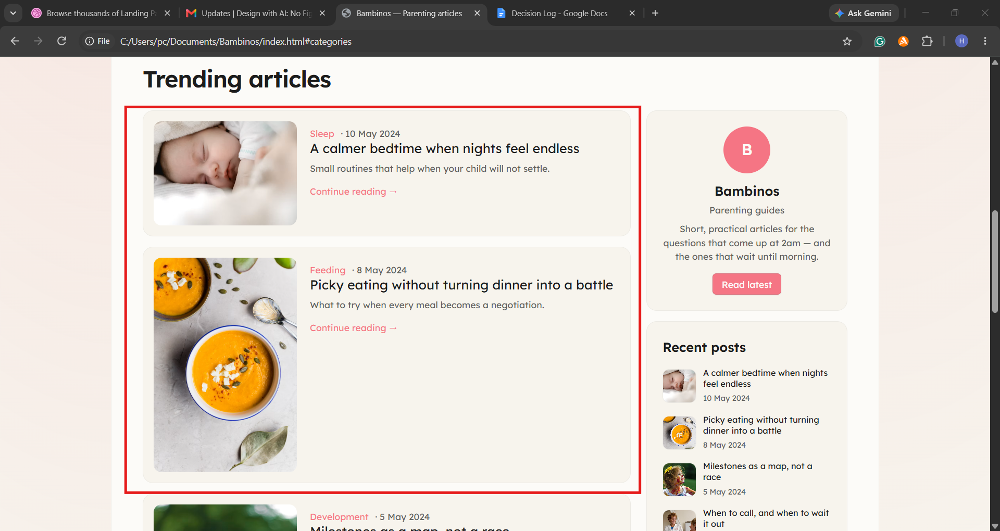 Browse thousands of Landing Pa
Updates | Design with AI: No Fig
Bambinos — Parenting articles
Decision Log - Google Docs
Ask Gemini
File
C:/Users/pc/Documents/Bambinos/index.html#categories
H
Trending articles
Sleep · 10 May 2024
A calmer bedtime when nights feel endless
Small routines that help when your child will not settle.
Continue reading →
Feeding · 8 May 2024
Picky eating without turning dinner into a battle
What to try when every meal becomes a negotiation.
Continue reading →
Development · 5 May 2024
Milestones as a map, not a race
B
Bambinos
Parenting guides
Short, practical articles for the
questions that come up at 2am — and
the ones that wait until morning.
Read latest
Recent posts
A calmer bedtime when nights
feel endless
10 May 2024
Picky eating without turning
dinner into a battle
8 May 2024
Milestones as a map, not a
race
5 May 2024
When to call, and when to wait
it out